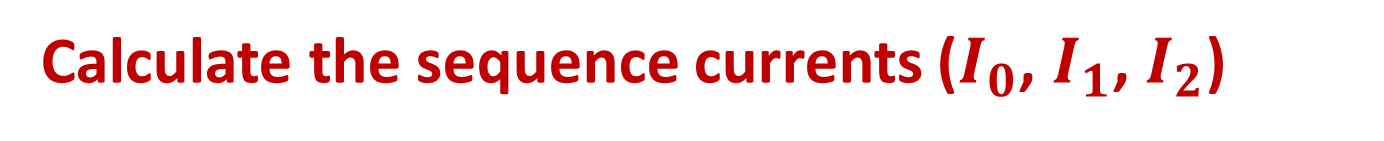 Calculate the sequence currents (I₀, I₁, I₂)